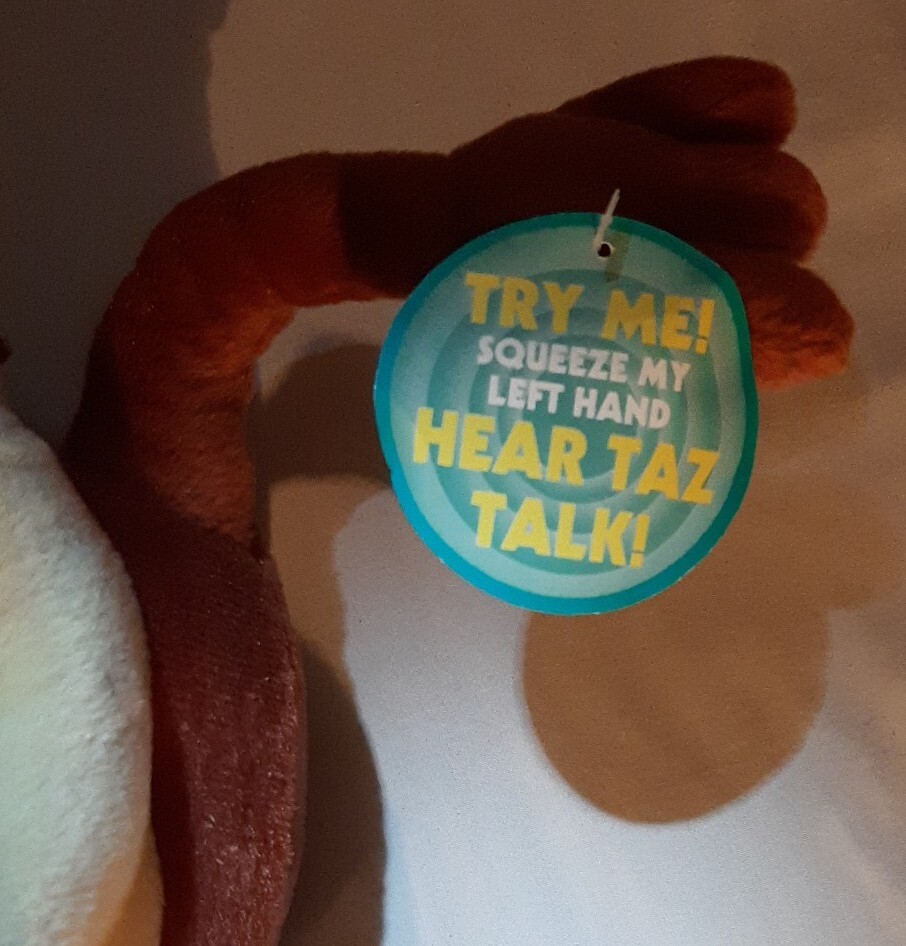 TRY ME!
SQUEEZE MY
LEFT HAND
HEAR TAZ
TALK!